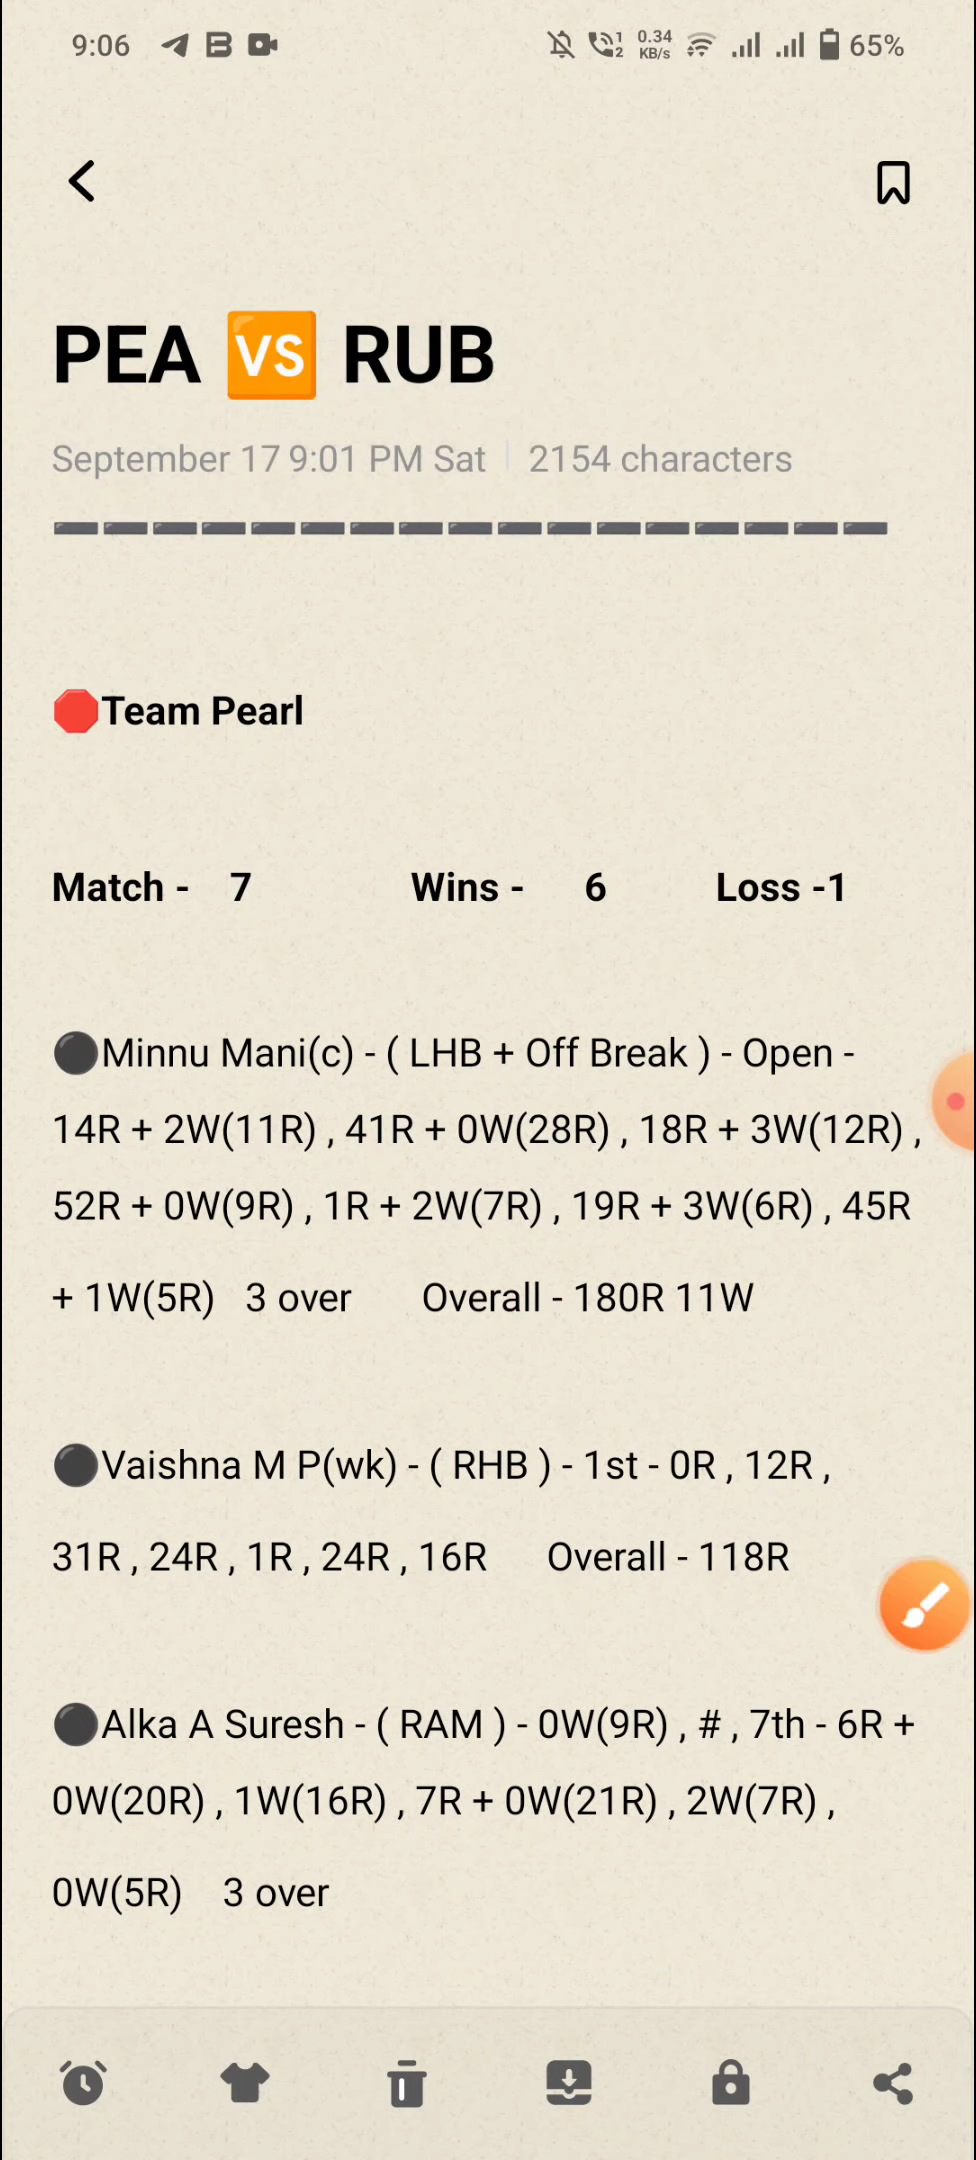 9:06 1 2 0.34 KB/s 65%
PEA VS RUB
September 17 9:01 PM Sat | 2154 characters
Team Pearl
Match - 7 Wins - 6 Loss -1
Minnu Mani(c) - ( LHB + Off Break ) - Open -
14R + 2W(11R) , 41R + 0W(28R) , 18R + 3W(12R) ,
52R + 0W(9R) , 1R + 2W(7R) , 19R + 3W(6R) , 45R
+ 1W(5R) 3 over Overall - 180R 11W
Vaishna M P(wk) - ( RHB ) - 1st - 0R , 12R ,
31R , 24R , 1R , 24R , 16R Overall - 118R
Alka A Suresh - ( RAM ) - 0W(9R) , # , 7th - 6R +
0W(20R) , 1W(16R) , 7R + 0W(21R) , 2W(7R) ,
0W(5R) 3 over